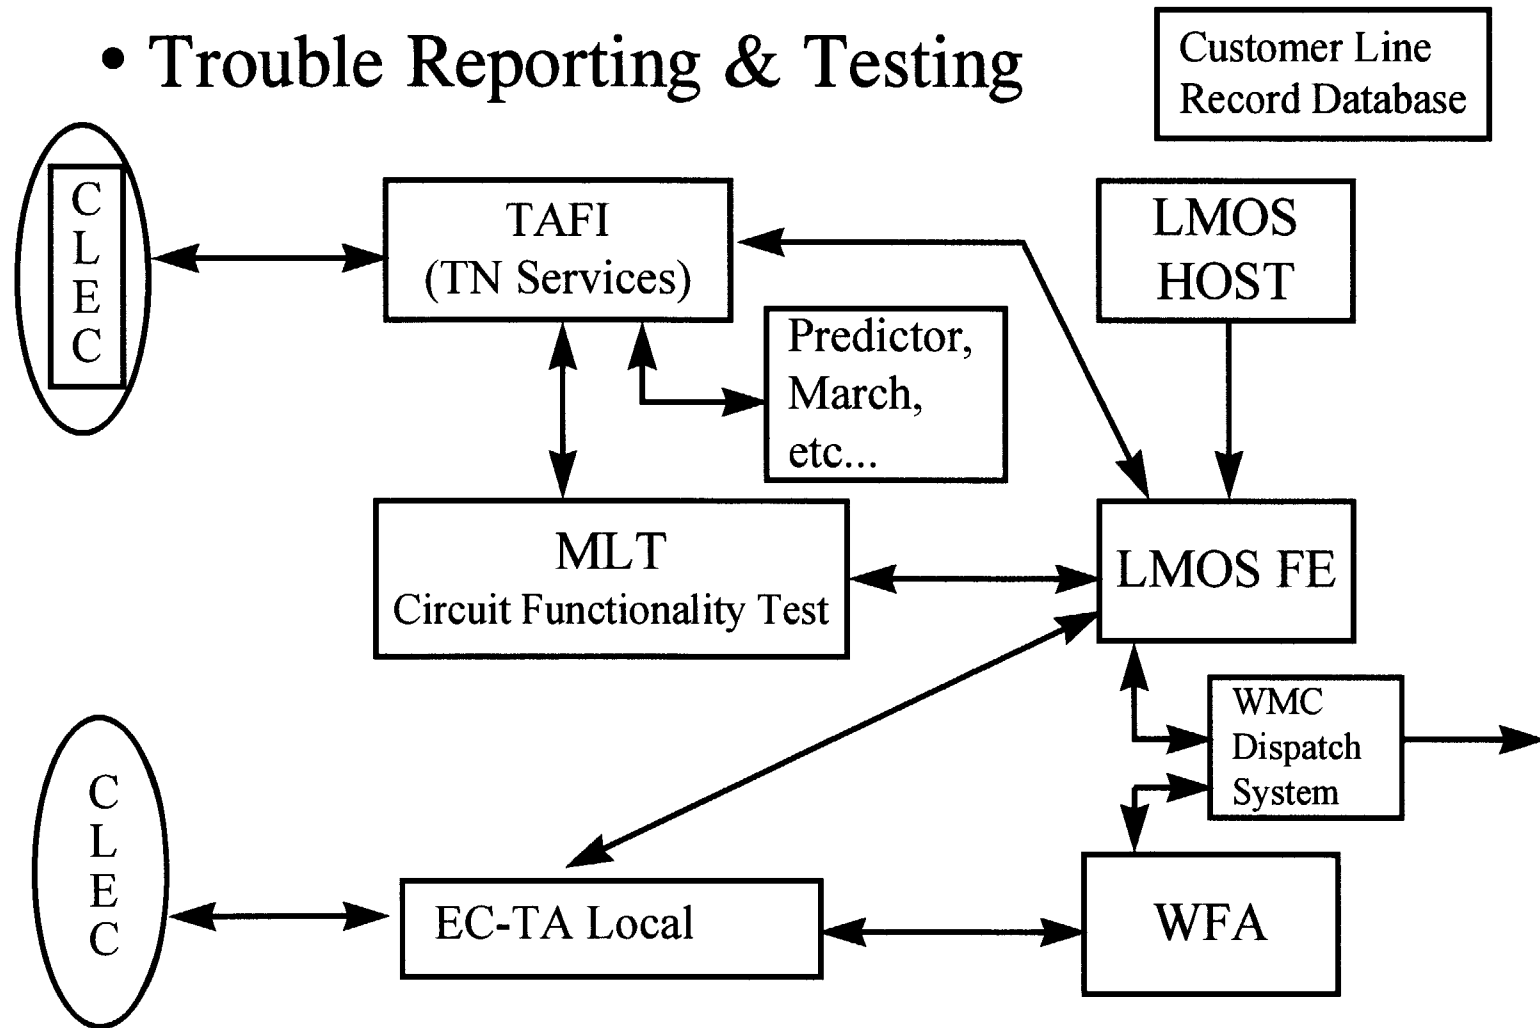 • Trouble Reporting & Testing
Customer Line
Record Database
C
L
E
C
TAFI
(TN Services)
LMOS
HOST
Predictor,
March,
etc...
MLT
Circuit Functionality Test
LMOS FE
WMC
Dispatch
System
C
L
E
C
EC-TA Local
WFA